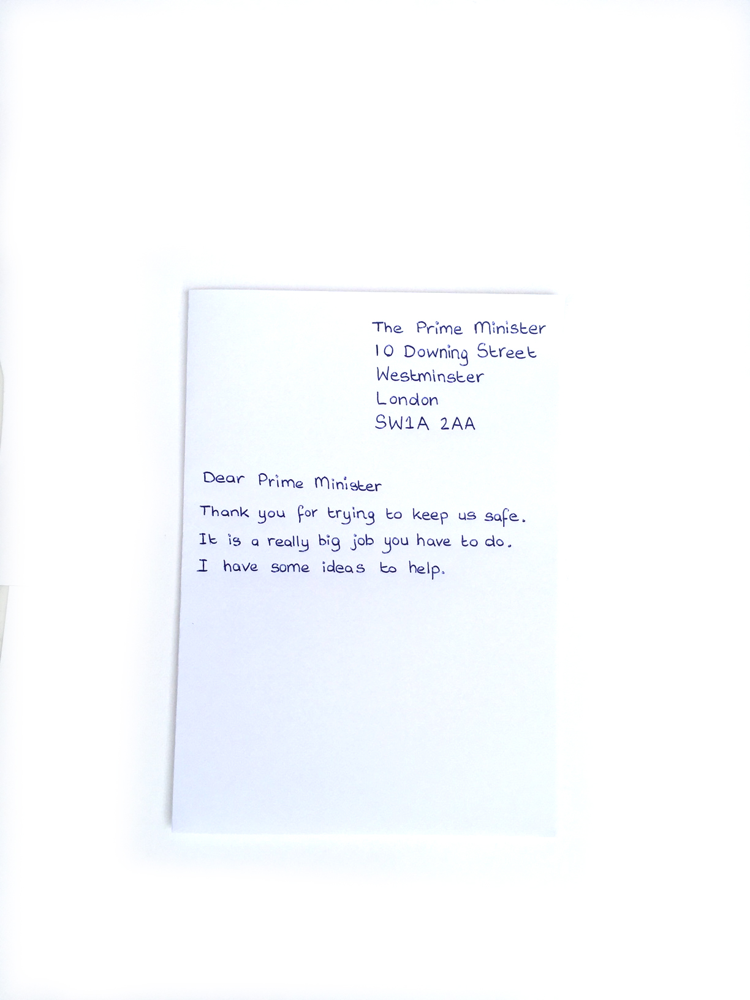 The Prime Minister
10 Downing Street
Westminster
London
SW1A 2AA
Dear Prime Minister
Thank you for trying to keep us safe.
It is a really big job you have to do.
I have some ideas to help.